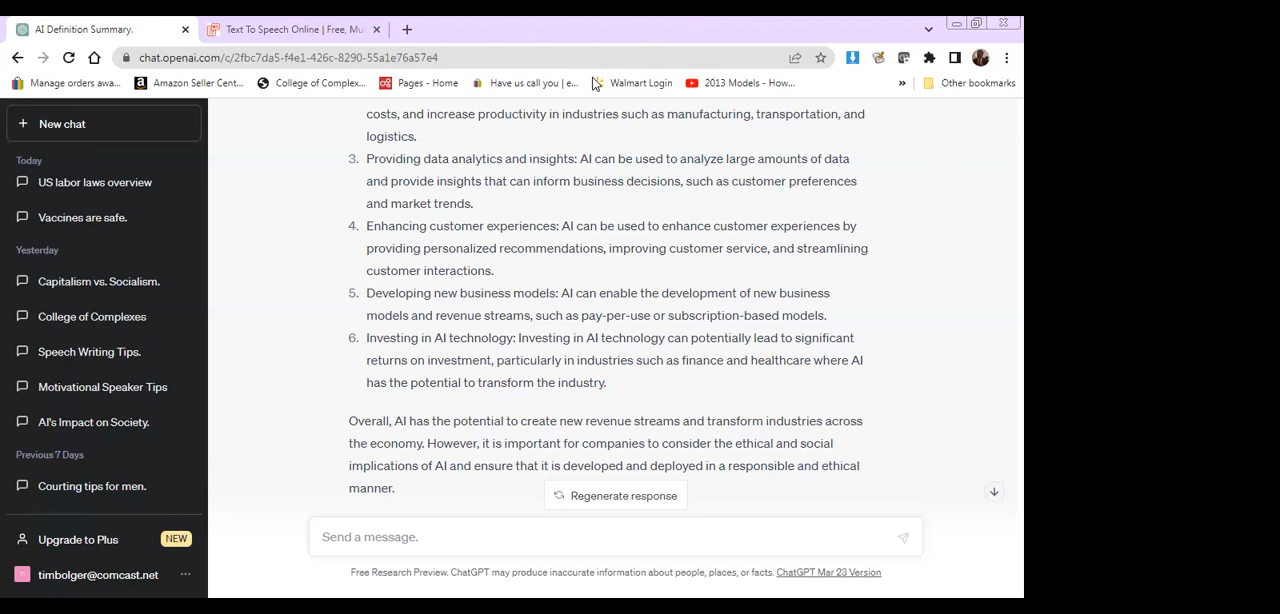 AI Definition Summary.
Text To Speech Online | Free, Mu
chat.openai.com/c/2fbc7da5-f4e1-426c-8290-55a1e76a57e4
Manage orders awa... Amazon Seller Cent... College of Complex... Pages - Home Have us call you | e... Walmart Login 2013 Models - How... » Other bookmarks
+ New chat
Today
US labor laws overview
Vaccines are safe.
Yesterday
Capitalism vs. Socialism.
College of Complexes
Speech Writing Tips.
Motivational Speaker Tips
AI's Impact on Society.
Previous 7 Days
Courting tips for men.
Upgrade to Plus NEW
timbolger@comcast.net ...
costs, and increase productivity in industries such as manufacturing, transportation, and
logistics.
3. Providing data analytics and insights: AI can be used to analyze large amounts of data
and provide insights that can inform business decisions, such as customer preferences
and market trends.
4. Enhancing customer experiences: AI can be used to enhance customer experiences by
providing personalized recommendations, improving customer service, and streamlining
customer interactions.
5. Developing new business models: AI can enable the development of new business
models and revenue streams, such as pay-per-use or subscription-based models.
6. Investing in AI technology: Investing in AI technology can potentially lead to significant
returns on investment, particularly in industries such as finance and healthcare where AI
has the potential to transform the industry.
Overall, AI has the potential to create new revenue streams and transform industries across
the economy. However, it is important for companies to consider the ethical and social
implications of AI and ensure that it is developed and deployed in a responsible and ethical
manner.
Regenerate response
Send a message.
Free Research Preview. ChatGPT may produce inaccurate information about people, places, or facts. ChatGPT Mar 23 Version